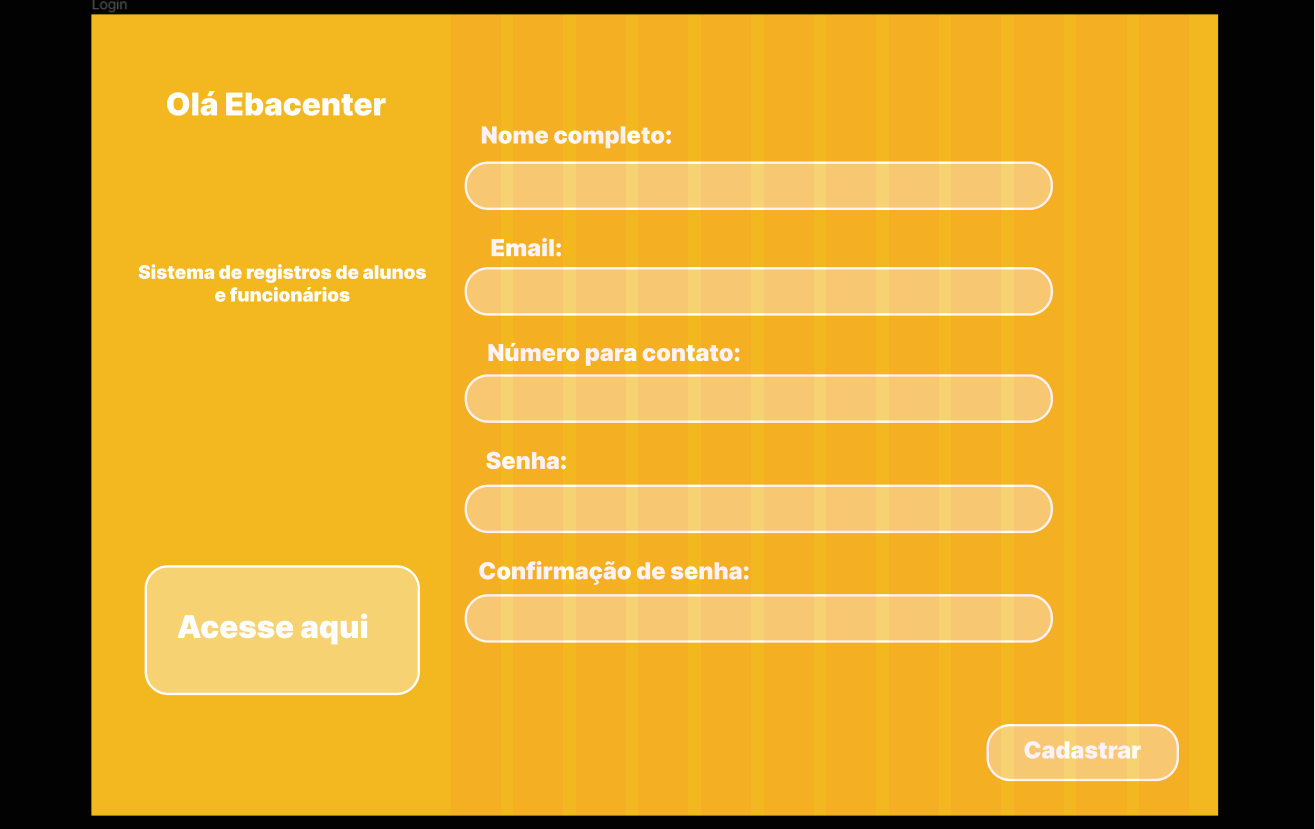 Login
Olá Ebacenter
Sistema de registros de alunos
e funcionários
Acesse aqui
Nome completo:
Email:
Número para contato:
Senha:
Confirmação de senha:
Cadastrar